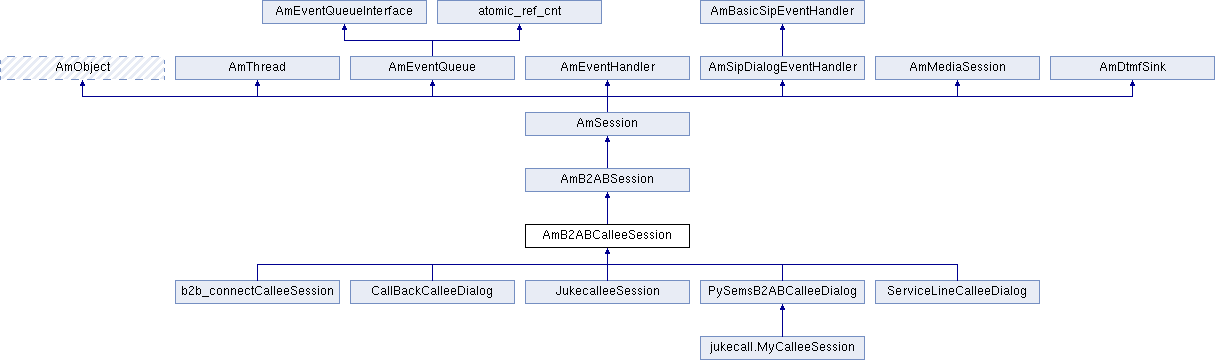 AmEventQueueInterface
atomic_ref_cnt
AmBasicSipEventHandler
AmObject
AmThread
AmEventQueue
AmEventHandler
AmSipDialogEventHandler
AmMediaSession
AmDtmfSink
AmSession
AmB2ABSession
AmB2ABCalleeSession
b2b_connectCalleeSession
CallBackCalleeDialog
JukecalleeSession
PySemsB2ABCalleeDialog
ServiceLineCalleeDialog
jukecall.MyCalleeSession